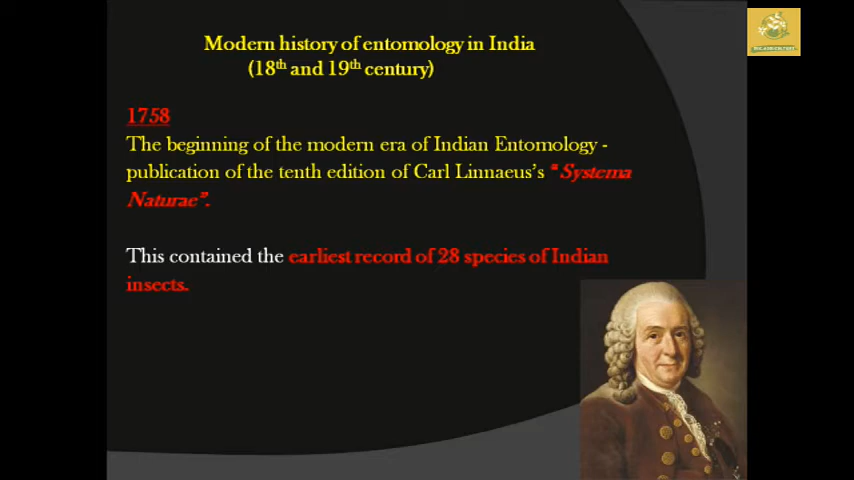 Modern history of entomology in India
(18th and 19th century)
1758
The beginning of the modern era of Indian Entomology -
publication of the tenth edition of Carl Linnaeus's "Systema
Naturae".
This contained the earliest record of 28 species of Indian
insects.